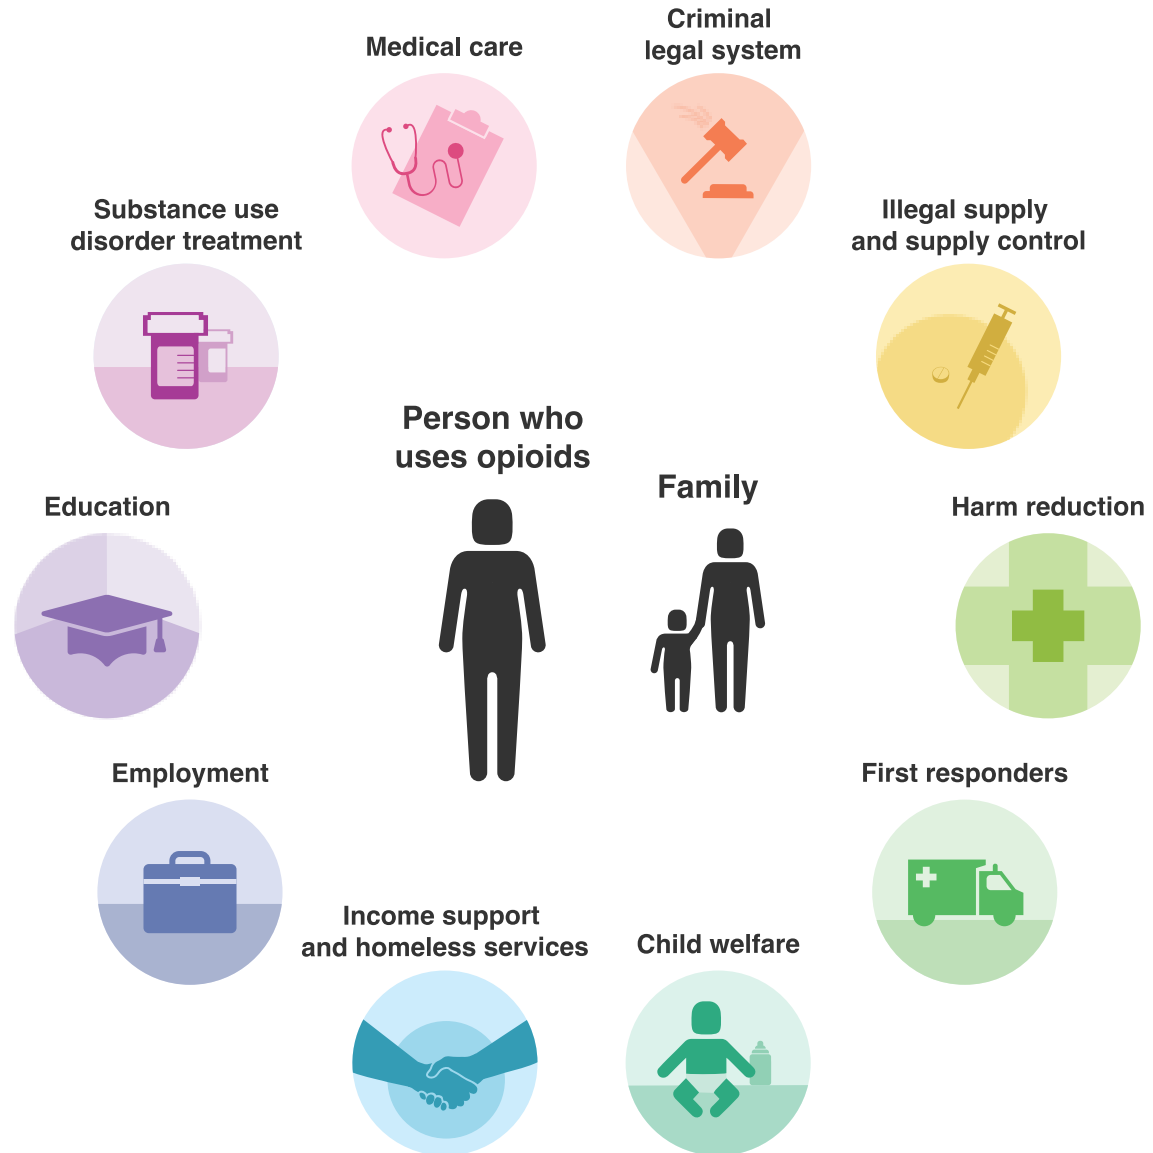 Criminal
legal system
Medical care
Substance use
disorder treatment
Illegal supply
and supply control
Person who
uses opioids
Family
Education
Harm reduction
Employment
First responders
Income support
and homeless services
Child welfare